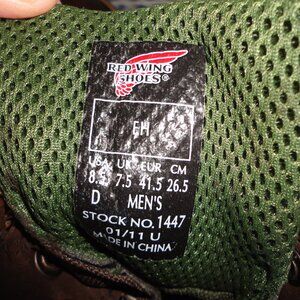 RED WING
SHOES®
EH
USA UK EUR CM
8.5 7.5 41.5 26.5
D MEN'S
STOCK NO. 1447
01/11 U
MADE IN CHINA